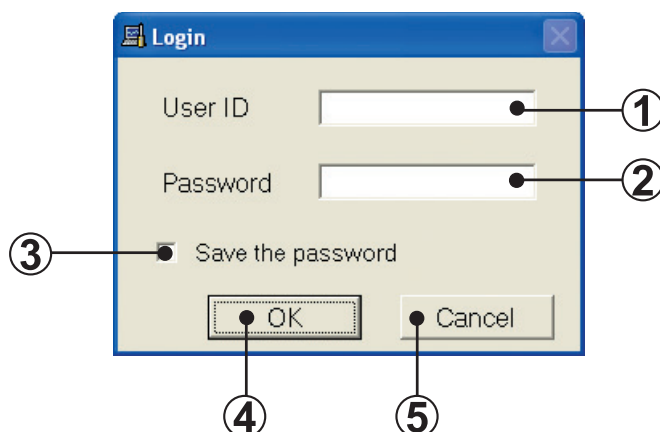 Login
User ID
①
Password
②
③ Save the password
OK Cancel
④ ⑤